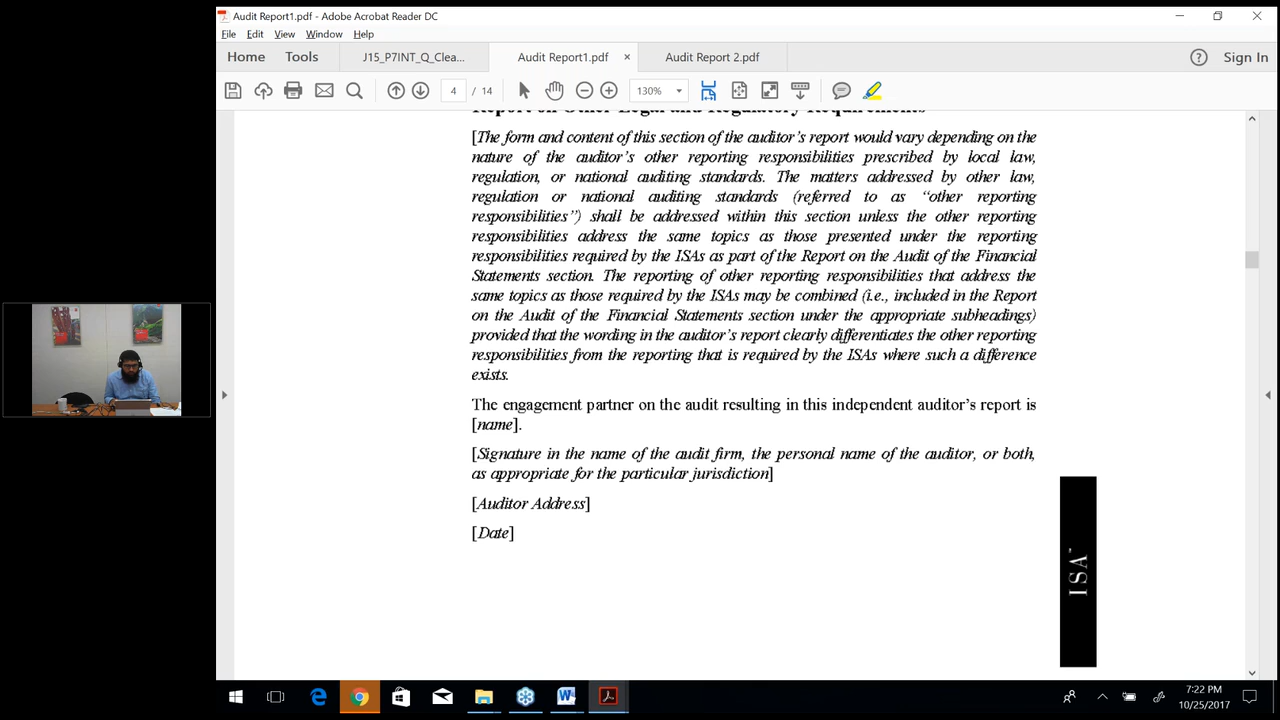 Audit Report1.pdf - Adobe Acrobat Reader DC
File Edit View Window Help
Home Tools J15_P7INT_Q_Clea... Audit Report1.pdf × Audit Report 2.pdf Sign In
4 / 14 130%
Report on Other Legal and Regulatory Requirements
[The form and content of this section of the auditor’s report would vary depending on the
nature of the auditor’s other reporting responsibilities prescribed by local law,
regulation, or national auditing standards. The matters addressed by other law,
regulation or national auditing standards (referred to as “other reporting
responsibilities”) shall be addressed within this section unless the other reporting
responsibilities address the same topics as those presented under the reporting
responsibilities required by the ISAs as part of the Report on the Audit of the Financial
Statements section. The reporting of other reporting responsibilities that address the
same topics as those required by the ISAs may be combined (i.e., included in the Report
on the Audit of the Financial Statements section under the appropriate subheadings)
provided that the wording in the auditor’s report clearly differentiates the other reporting
responsibilities from the reporting that is required by the ISAs where such a difference
exists.
The engagement partner on the audit resulting in this independent auditor’s report is
[name].
[Signature in the name of the audit firm, the personal name of the auditor, or both,
as appropriate for the particular jurisdiction]
[Auditor Address]
[Date]
ISA™
7:22 PM
10/25/2017